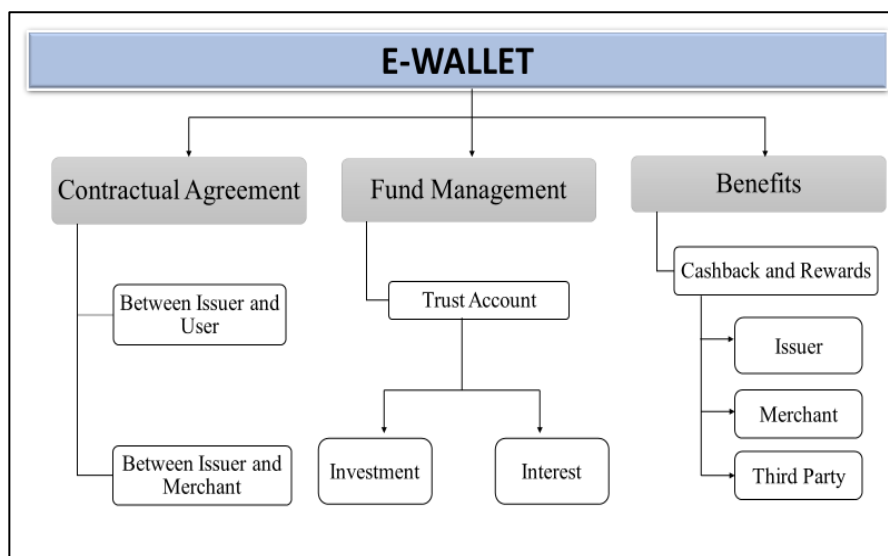 E-WALLET
Contractual Agreement
Fund Management
Benefits
Between Issuer and
User
Between Issuer and
Merchant
Trust Account
Investment
Interest
Cashback and Rewards
Issuer
Merchant
Third Party